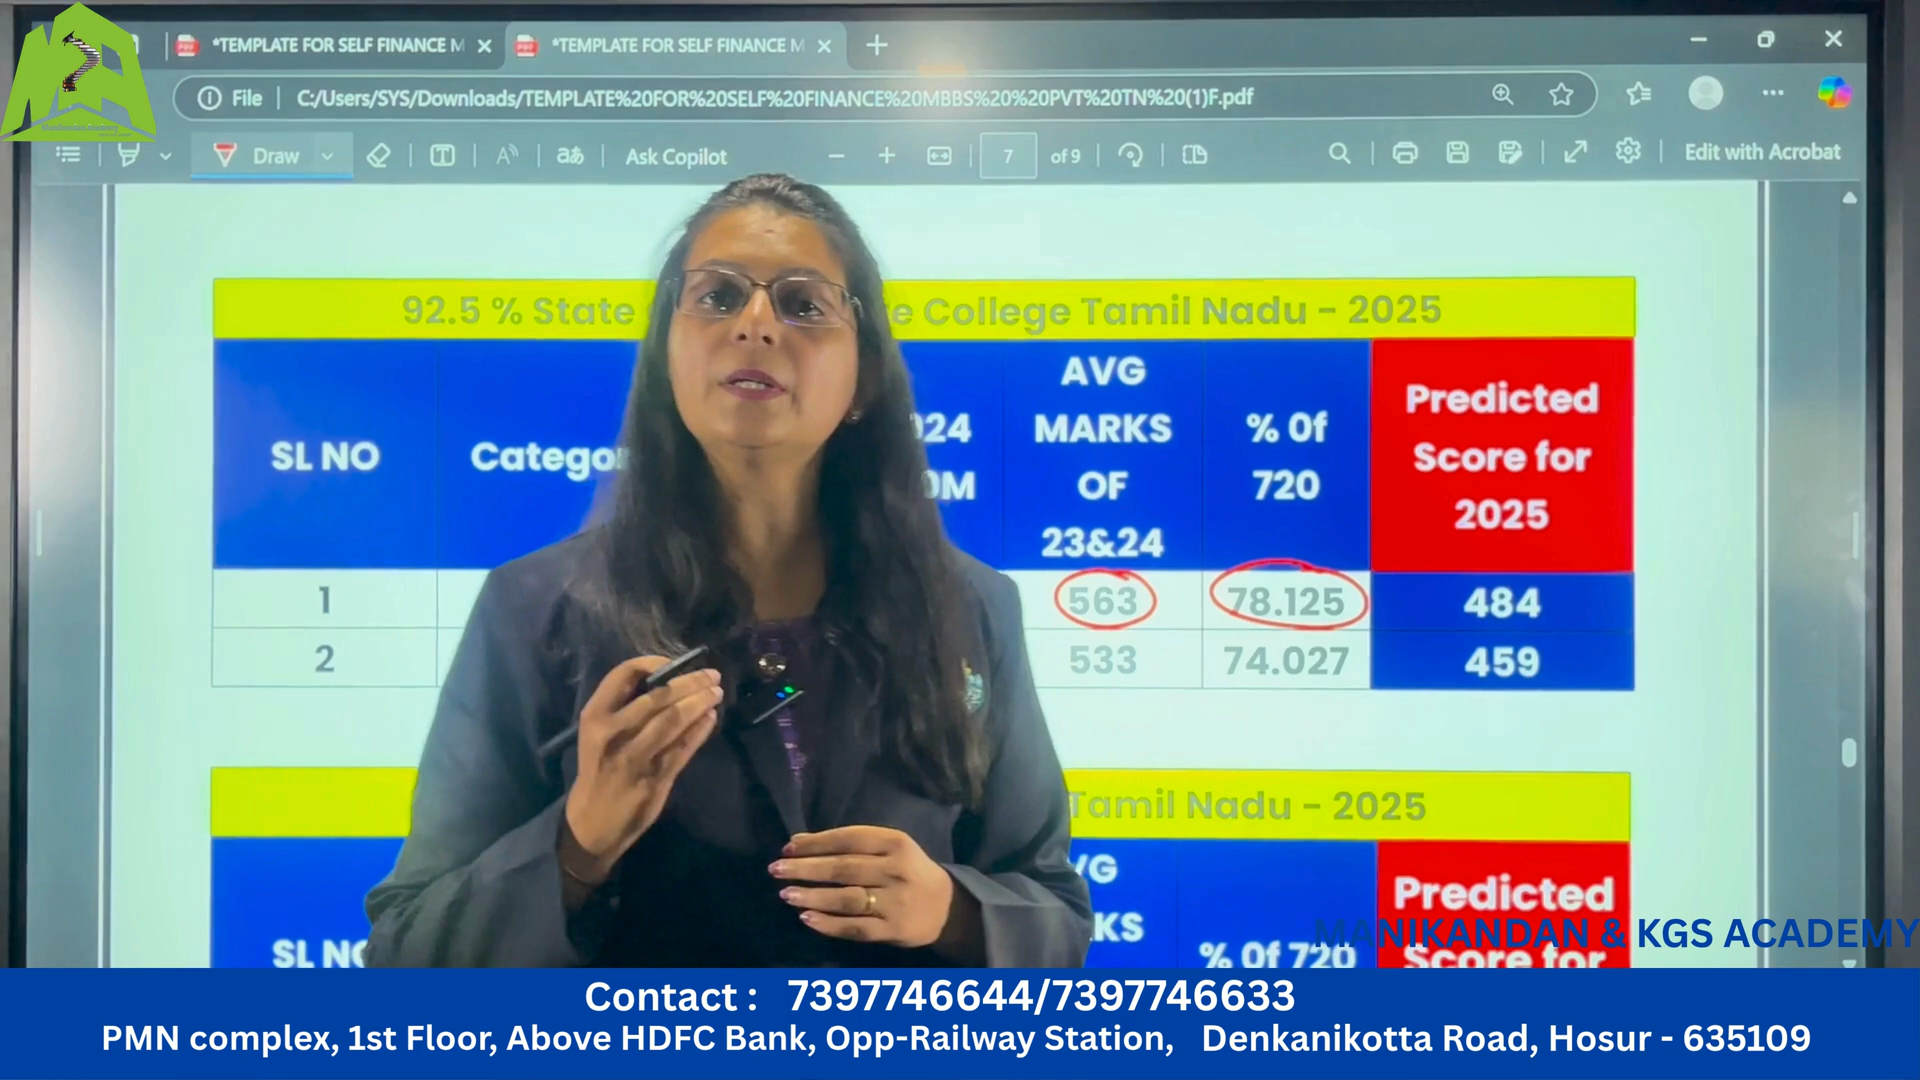 *TEMPLATE FOR SELF FINANCE M
*TEMPLATE FOR SELF FINANCE M
File
C:/Users/SYS/Downloads/TEMPLATE%20FOR%20SELF%20FINANCE%20MBBS%20%20PVT%20TN%20(1)F.pdf
Draw
Ask Copilot
7 of 9
Edit with Acrobat
92.5 % State College Tamil Nadu - 2025
SL NO
AVG MARKS OF 23&24
% Of 720
Predicted Score for 2025
1 563 78.125 484
2 533 74.027 459
Tamil Nadu - 2025
% Of 720
Predicted Score for
MANIKANDAN & KGS ACADEMY
Contact : 7397746644/7397746633
PMN complex, 1st Floor, Above HDFC Bank, Opp-Railway Station, Denkanikotta Road, Hosur - 635109